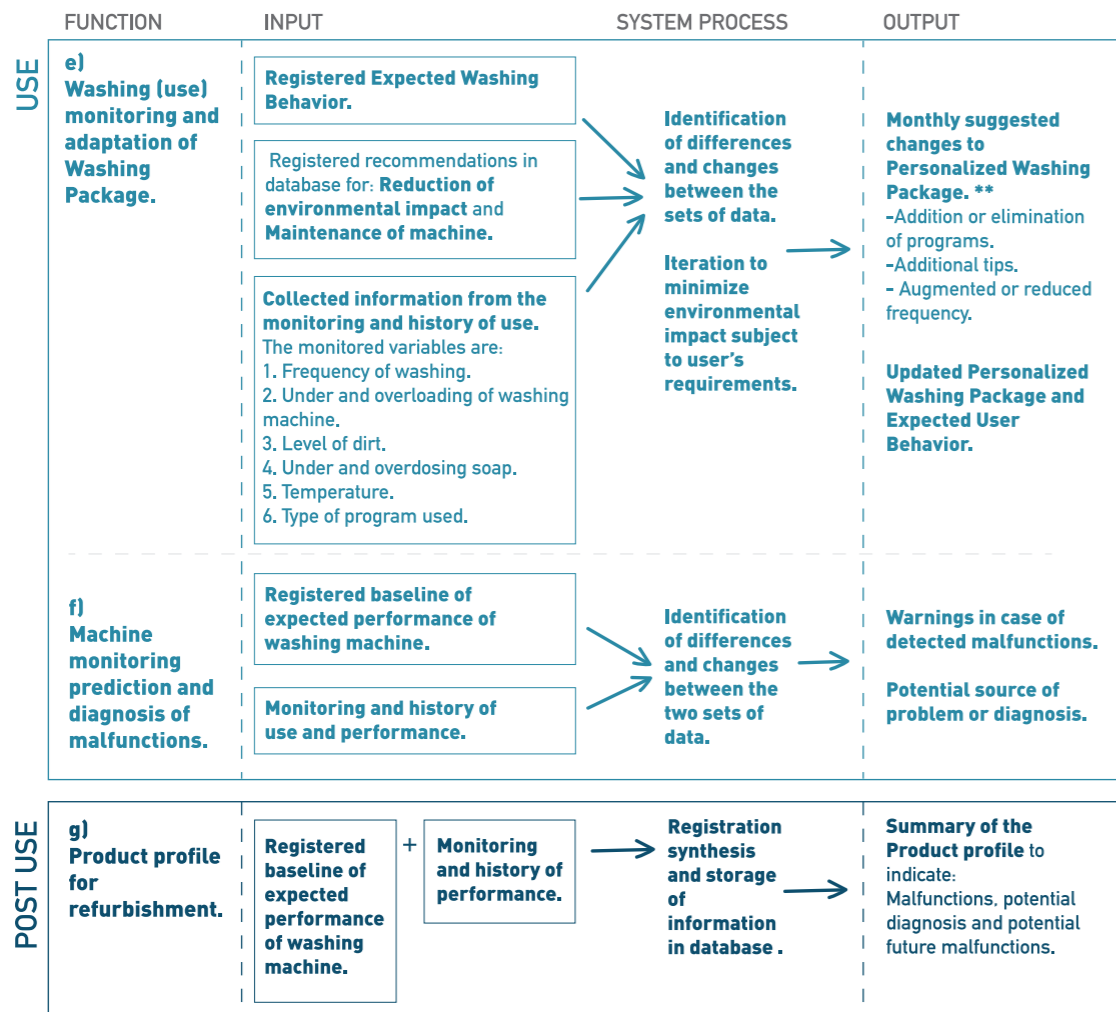 FUNCTION
INPUT
SYSTEM PROCESS
OUTPUT
USE
e)
Washing (use)
monitoring and
adaptation of
Washing
Package.
Registered Expected Washing
Behavior.
Registered recommendations in
database for: Reduction of
environmental impact and
Maintenance of machine.
Collected information from the
monitoring and history of use.
The monitored variables are:
1. Frequency of washing.
2. Under and overloading of washing
machine.
3. Level of dirt.
4. Under and overdosing soap.
5. Temperature.
6. Type of program used.
Identification
of differences
and changes
between the
sets of data.
Iteration to
minimize
environmental
impact subject
to user's
requirements.
Monthly suggested
changes to
Personalized Washing
Package. **
-Addition or elimination
of programs.
-Additional tips.
- Augmented or reduced
frequency.
Updated Personalized
Washing Package and
Expected User
Behavior.
f)
Machine
monitoring
prediction and
diagnosis of
malfunctions.
Registered baseline of
expected performance of
washing machine.
Monitoring and history of
use and performance.
Identification
of differences
and changes
between the
two sets of
data.
Warnings in case of
detected malfunctions.
Potential source of
problem or diagnosis.
POST USE
g)
Product profile
for
refurbishment.
Registered
baseline of
expected
performance
of washing
machine.
+
Monitoring
and history of
performance.
Registration
synthesis
and storage
of
information
in database .
Summary of the
Product profile to
indicate:
Malfunctions, potential
diagnosis and potential
future malfunctions.